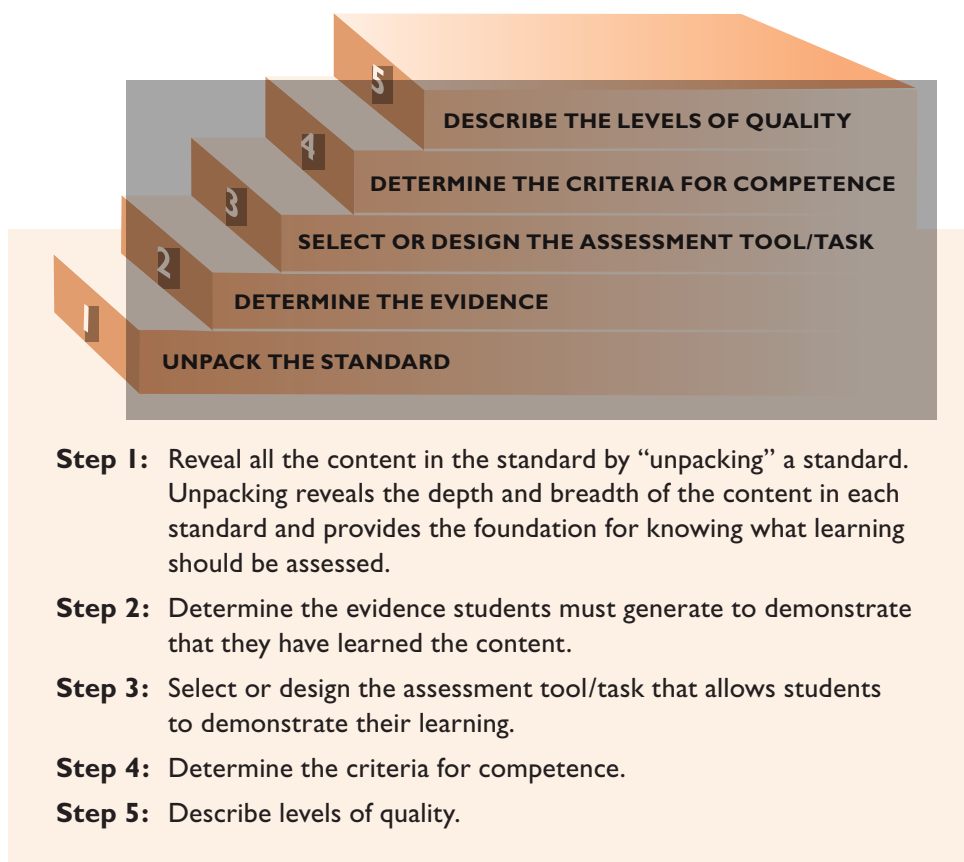 5
DESCRIBE THE LEVELS OF QUALITY
4
DETERMINE THE CRITERIA FOR COMPETENCE
3
SELECT OR DESIGN THE ASSESSMENT TOOL/TASK
2
DETERMINE THE EVIDENCE
1
UNPACK THE STANDARD
Step 1: Reveal all the content in the standard by “unpacking” a standard.
Unpacking reveals the depth and breadth of the content in each
standard and provides the foundation for knowing what learning
should be assessed.
Step 2: Determine the evidence students must generate to demonstrate
that they have learned the content.
Step 3: Select or design the assessment tool/task that allows students
to demonstrate their learning.
Step 4: Determine the criteria for competence.
Step 5: Describe levels of quality.